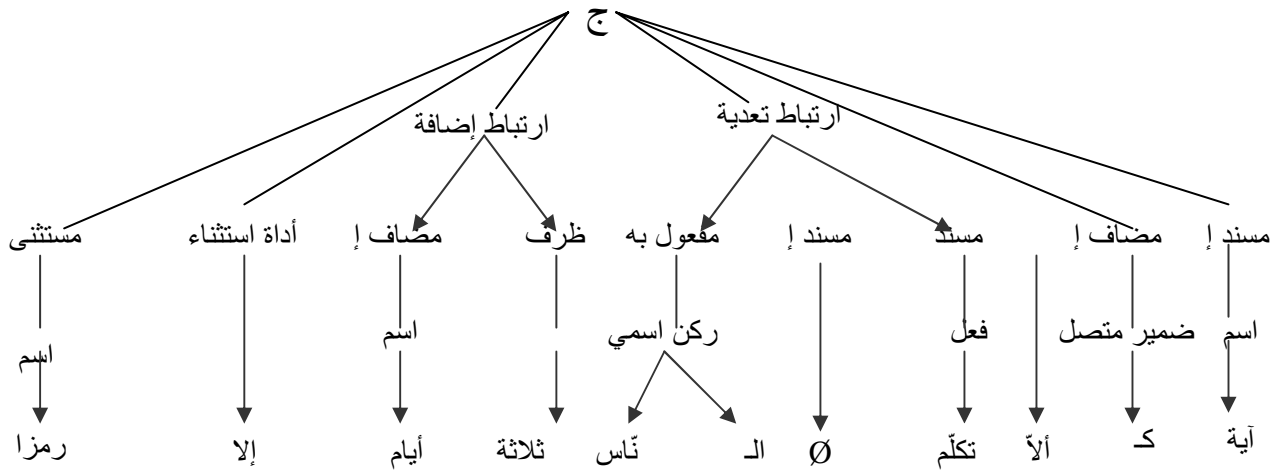 ج
ارتباط تعدية ارتباط إضافة
مسند إ مضاف إ مسند مسند إ مفعول به ظرف مضاف إ أداة استثناء مستثنى
اسم ضمير متصل فعل ركن اسمي اسم اسم
آية كـ ألاّ تكلّم Ø الـ نّاس ثلاثة أيام إلا رمزا